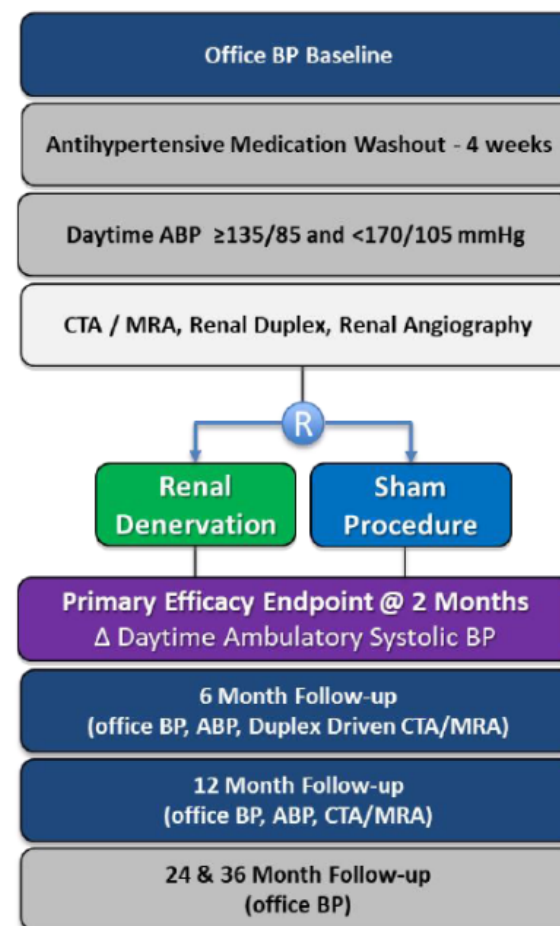 Office BP Baseline
Antihypertensive Medication Washout - 4 weeks
Daytime ABP ≥135/85 and <170/105 mmHg
CTA / MRA, Renal Duplex, Renal Angiography
R
Renal
Denervation
Sham
Procedure
Primary Efficacy Endpoint @ 2 Months
Δ Daytime Ambulatory Systolic BP
6 Month Follow-up
(office BP, ABP, Duplex Driven CTA/MRA)
12 Month Follow-up
(office BP, ABP, CTA/MRA)
24 & 36 Month Follow-up
(office BP)